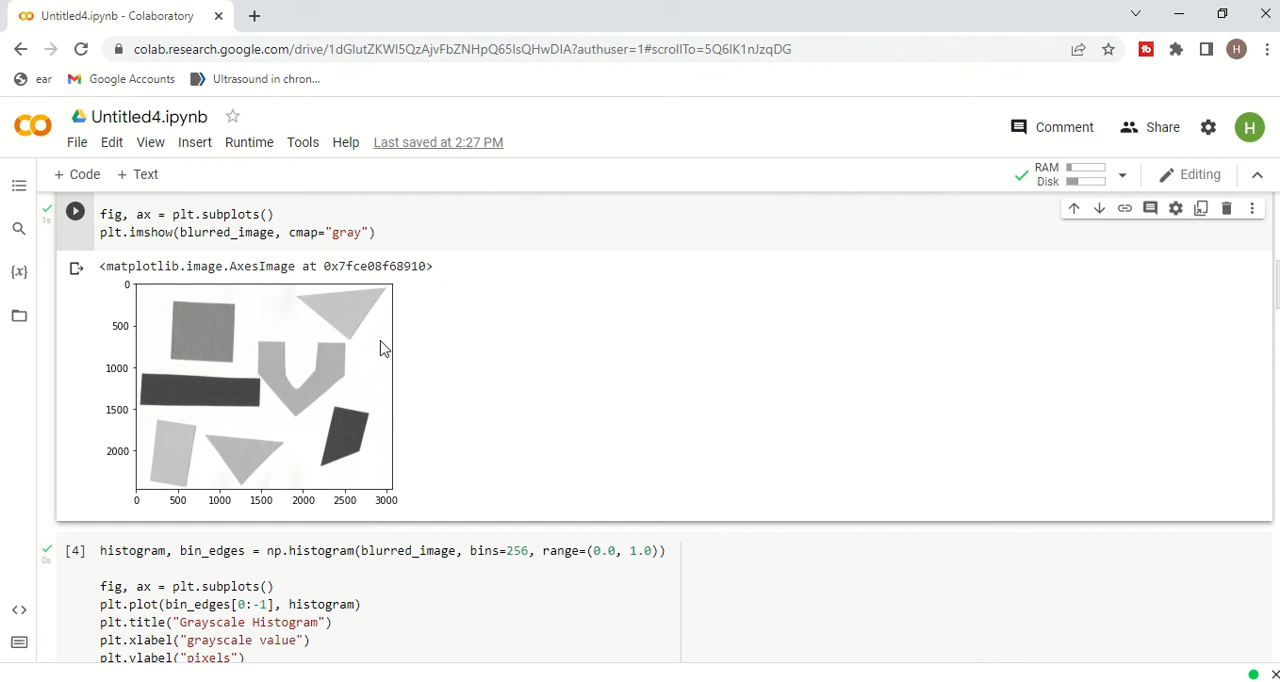 Untitled4.ipynb - Colaboratory
colab.research.google.com/drive/1dGlutZKWI5QzAjvFbZNHpQ65IsQHwDIA?authuser=1#scrollTo=5Q6lK1nJzqDG
ear Google Accounts Ultrasound in chron...
CO Untitled4.ipynb
File Edit View Insert Runtime Tools Help Last saved at 2:27 PM
Comment Share H
+ Code + Text
RAM
Disk
Editing
1s
fig, ax = plt.subplots()
plt.imshow(blurred_image, cmap="gray")
<matplotlib.image.AxesImage at 0x7fce08f68910>
0
500
1000
1500
2000
0 500 1000 1500 2000 2500 3000
{x}
0s
[4] histogram, bin_edges = np.histogram(blurred_image, bins=256, range=(0.0, 1.0))
fig, ax = plt.subplots()
plt.plot(bin_edges[0:-1], histogram)
plt.title("Grayscale Histogram")
plt.xlabel("grayscale value")
plt.ylabel("pixels")